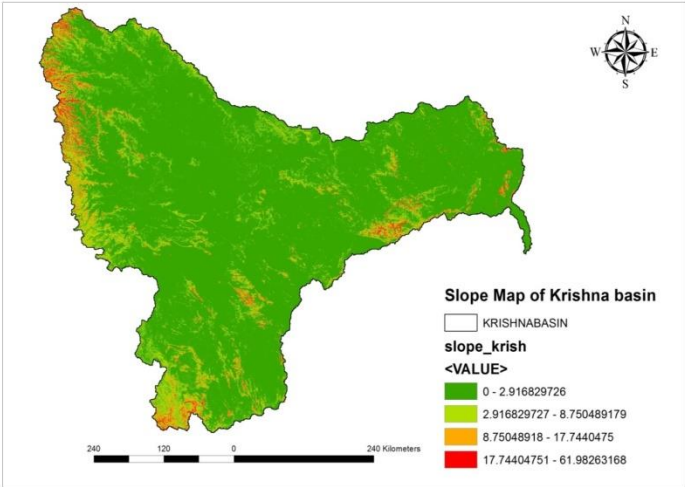 N
W E
S
Slope Map of Krishna basin
KRISHNABASIN
slope_krish
<VALUE>
0 - 2.916829726
2.916829727 - 8.750489179
8.75048918 - 17.7440475
17.74404751 - 61.98263168
240 120 0 240 Kilometers